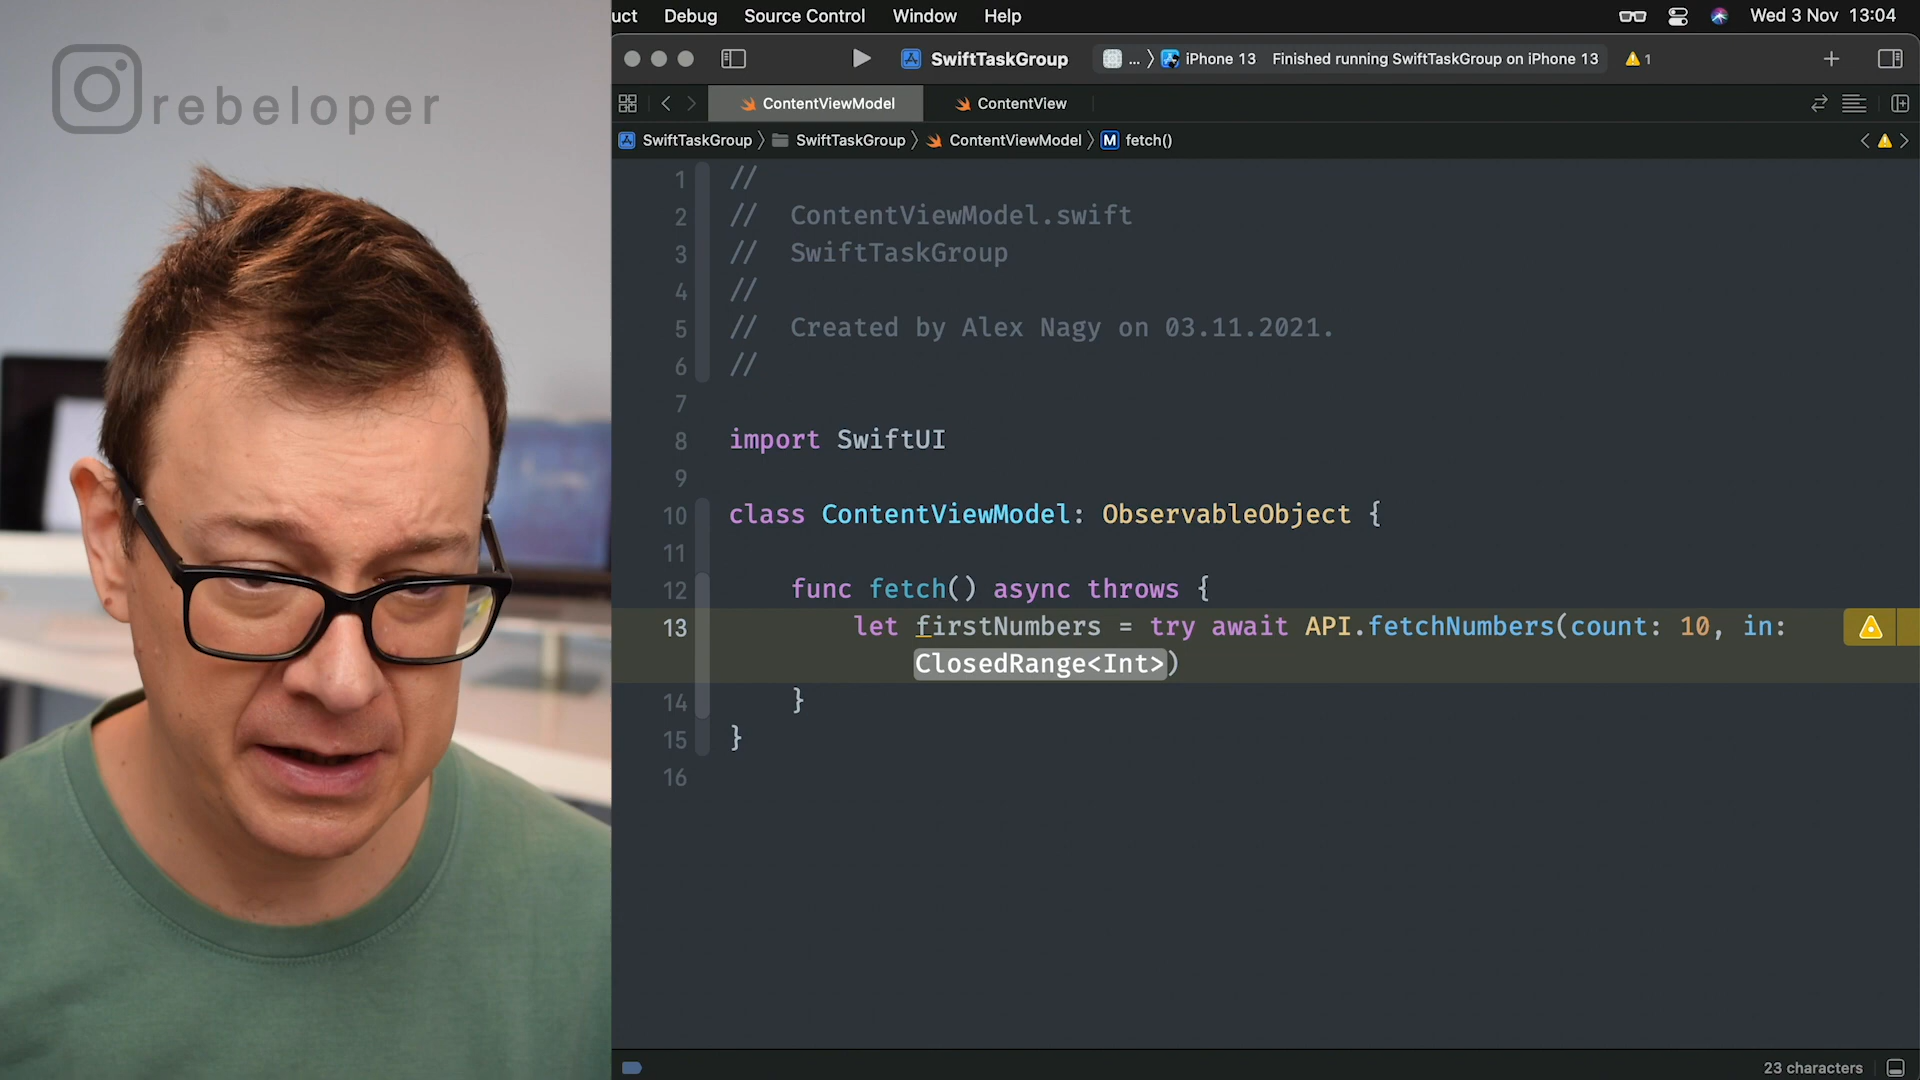 rebeloper
uct Debug Source Control Window Help Wed 3 Nov 13:04
SwiftTaskGroup ... iPhone 13 Finished running SwiftTaskGroup on iPhone 13 1
ContentViewModel ContentView
SwiftTaskGroup SwiftTaskGroup ContentViewModel M fetch()
1 //
2 // ContentViewModel.swift
3 // SwiftTaskGroup
4 //
5 // Created by Alex Nagy on 03.11.2021.
6 //
7
8 import SwiftUI
9
10 class ContentViewModel: ObservableObject {
11
12 func fetch() async throws {
13 let firstNumbers = try await API.fetchNumbers(count: 10, in:
ClosedRange<Int>)
14 }
15 }
16
23 characters